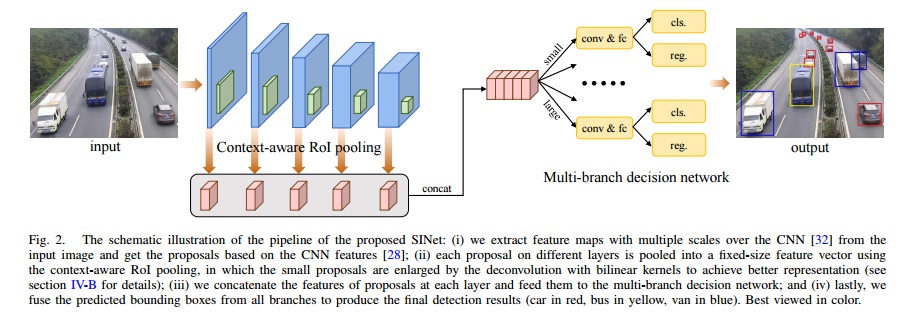 input
Context-aware RoI pooling
concat
small
large
conv & fc
cls.
reg.
conv & fc
cls.
reg.
Multi-branch decision network
output
Fig. 2. The schematic illustration of the pipeline of the proposed SINet: (i) we extract feature maps with multiple scales over the CNN [32] from the
input image and get the proposals based on the CNN features [28]; (ii) each proposal on different layers is pooled into a fixed-size feature vector using
the context-aware RoI pooling, in which the small proposals are enlarged by the deconvolution with bilinear kernels to achieve better representation (see
section IV-B for details); (iii) we concatenate the features of proposals at each layer and feed them to the multi-branch decision network; and (iv) lastly, we
fuse the predicted bounding boxes from all branches to produce the final detection results (car in red, bus in yellow, van in blue). Best viewed in color.